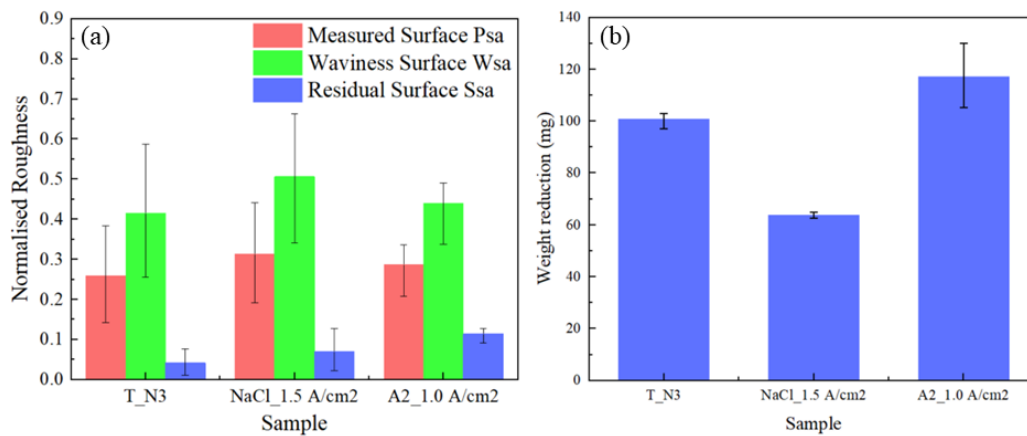 (a)
Measured Surface Psa
Waviness Surface Wsa
Residual Surface Ssa
Normalised Roughness
0.9
0.8
0.7
0.6
0.5
0.4
0.3
0.2
0.1
0.0
T_N3 NaCl_1.5 A/cm2 A2_1.0 A/cm2
Sample
(b)
Weight reduction (mg)
140
120
100
80
60
40
20
0
T_N3 NaCl_1.5 A/cm2 A2_1.0 A/cm2
Sample